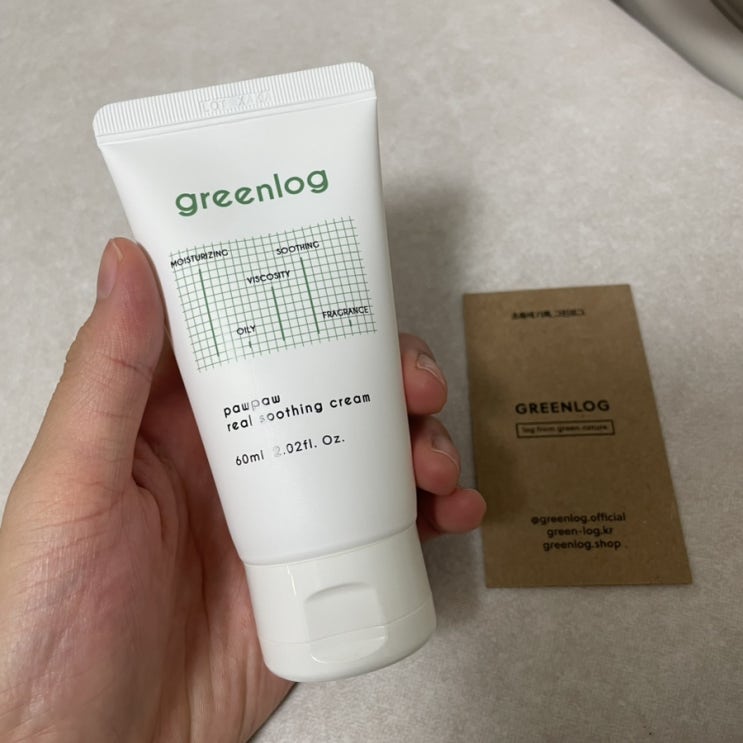 greenlog
MOISTURIZING
SOOTHING
VISCOSITY
OILY
FRAGRANCE
pawpaw
real soothing cream
60ml 2.02fl. Oz.
GREENLOG
log from green nature
@greenlog.official
green-log.kr
greenlog.shop